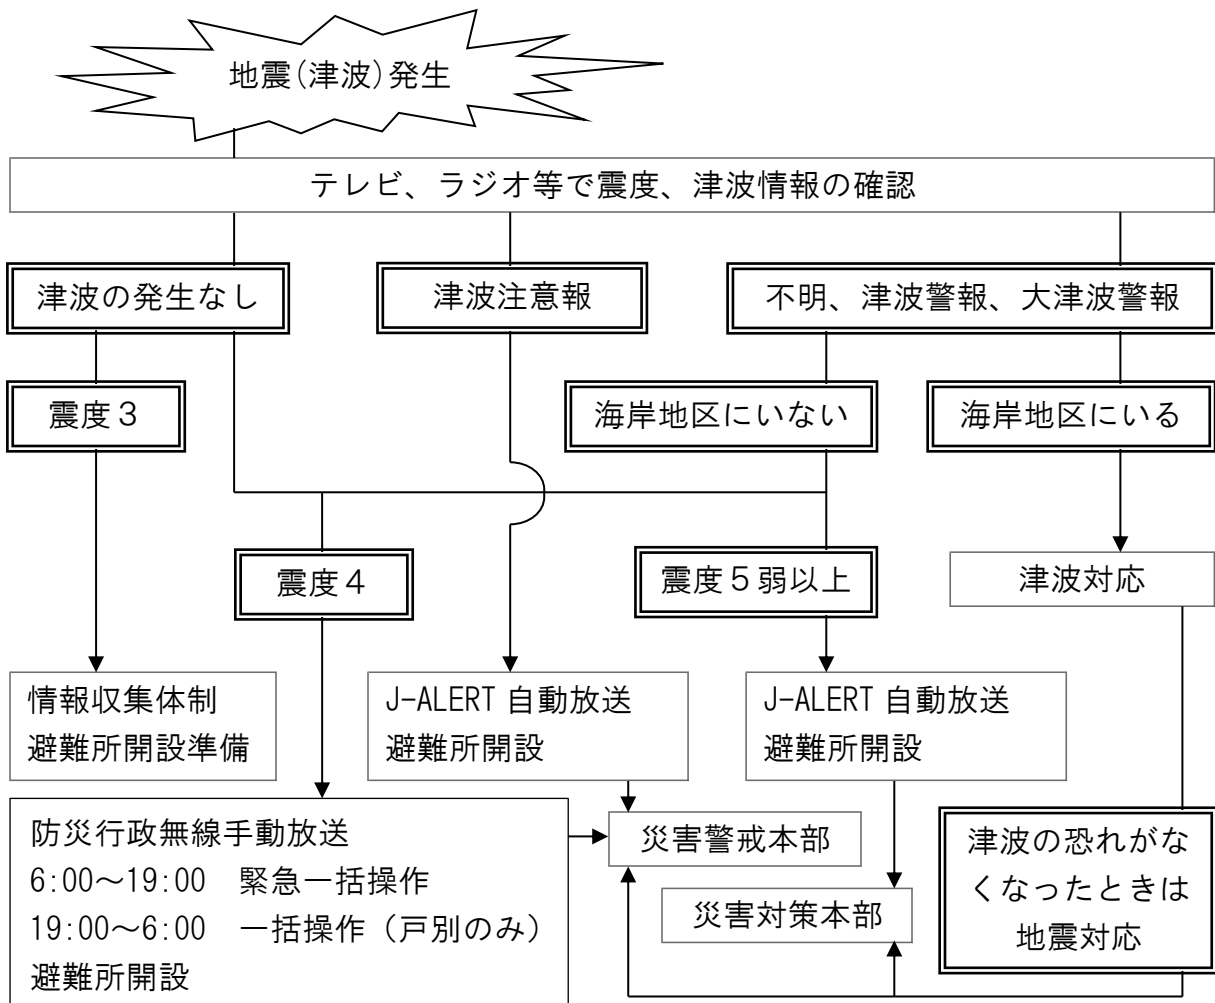 地震(津波)発生
テレビ、ラジオ等で震度、津波情報の確認
津波の発生なし
津波注意報
不明、津波警報、大津波警報
震度３
海岸地区にいない
海岸地区にいる
震度４
震度５弱以上
津波対応
情報収集体制
避難所開設準備
J-ALERT 自動放送
避難所開設
J-ALERT 自動放送
避難所開設
防災行政無線手動放送
6:00～19:00　緊急一括操作
19:00～6:00　一括操作（戸別のみ）
避難所開設
災害警戒本部
災害対策本部
津波の恐れがな
くなったときは
地震対応